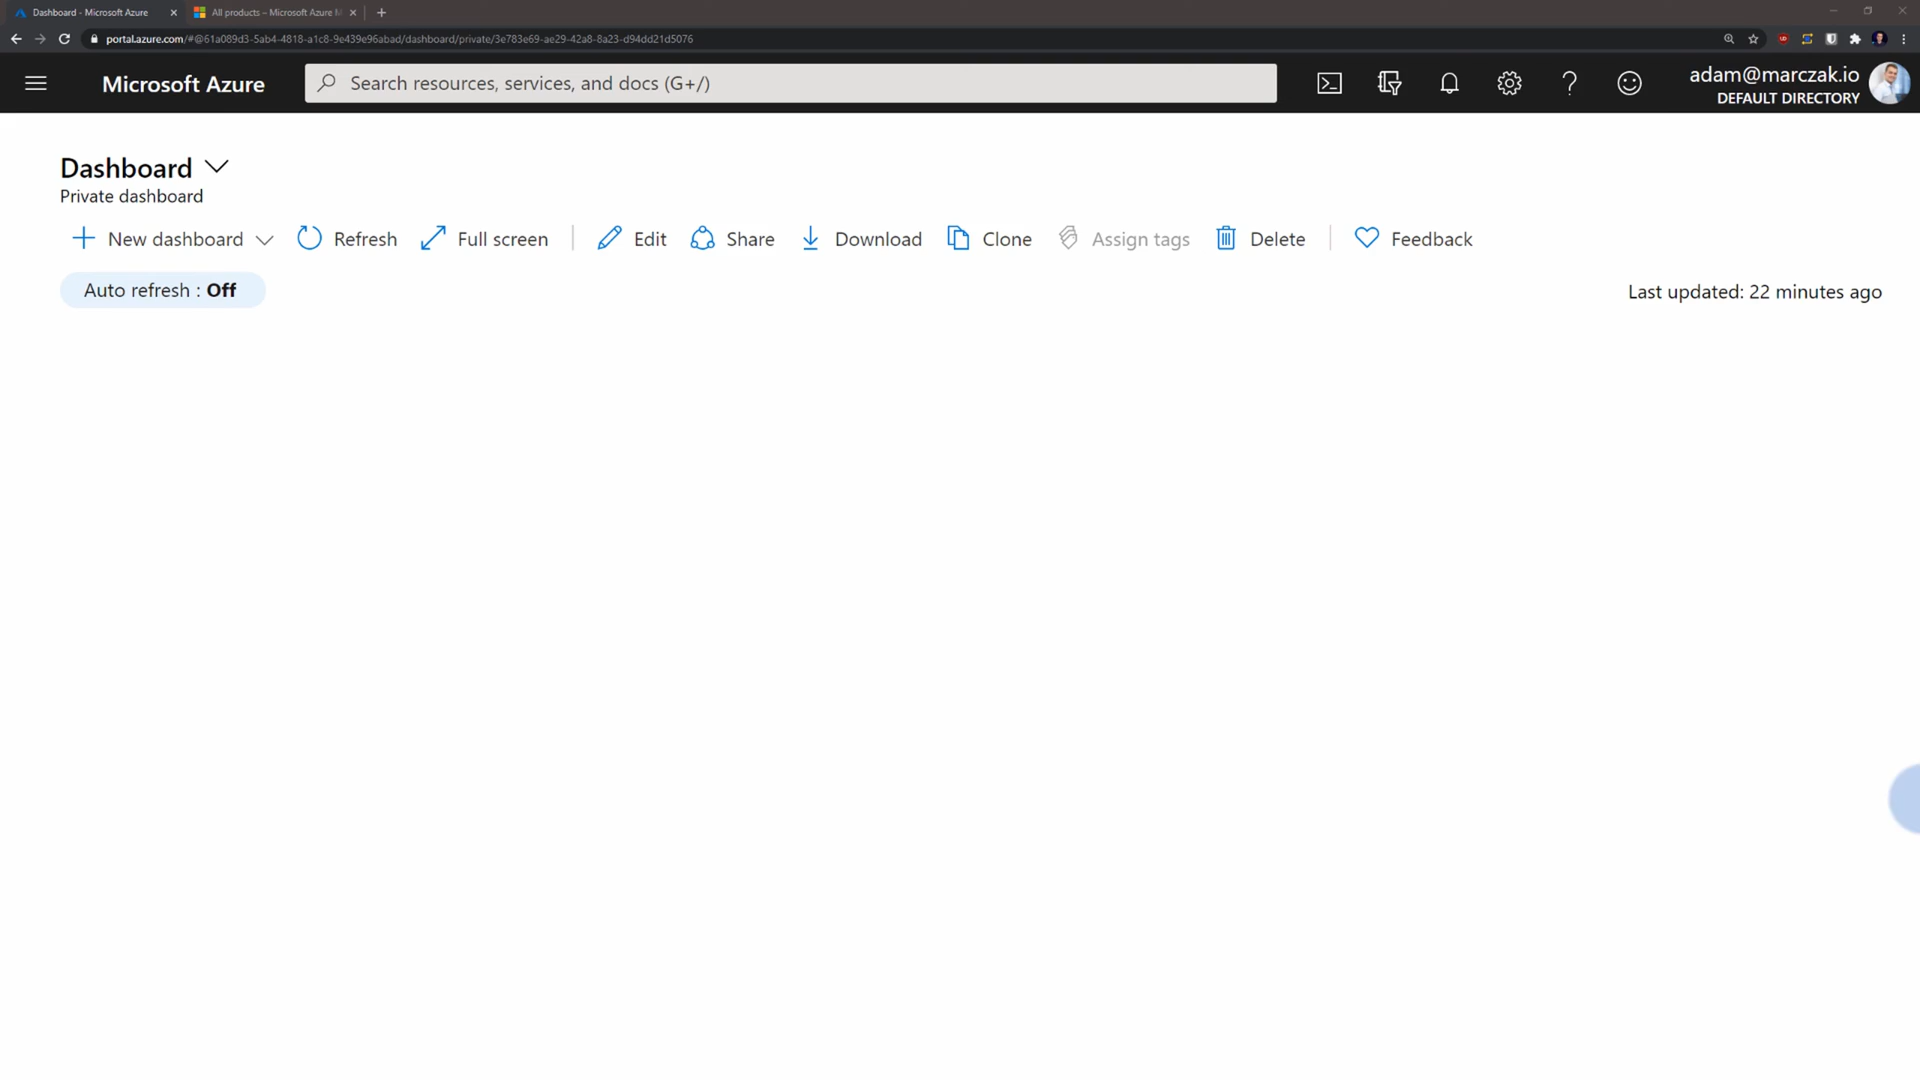 Dashboard - Microsoft Azure
All products – Microsoft Azure M
portal.azure.com/#@61a089d3-5ab4-4818-a1c8-9e439e96abad/dashboard/private/3e783e69-ae29-42a8-8a23-d94dd21d5076
Microsoft Azure
Search resources, services, and docs (G+/)
adam@marczak.io
DEFAULT DIRECTORY
Dashboard
Private dashboard
New dashboard Refresh Full screen Edit Share Download Clone Assign tags Delete Feedback
Auto refresh : Off
Last updated: 22 minutes ago